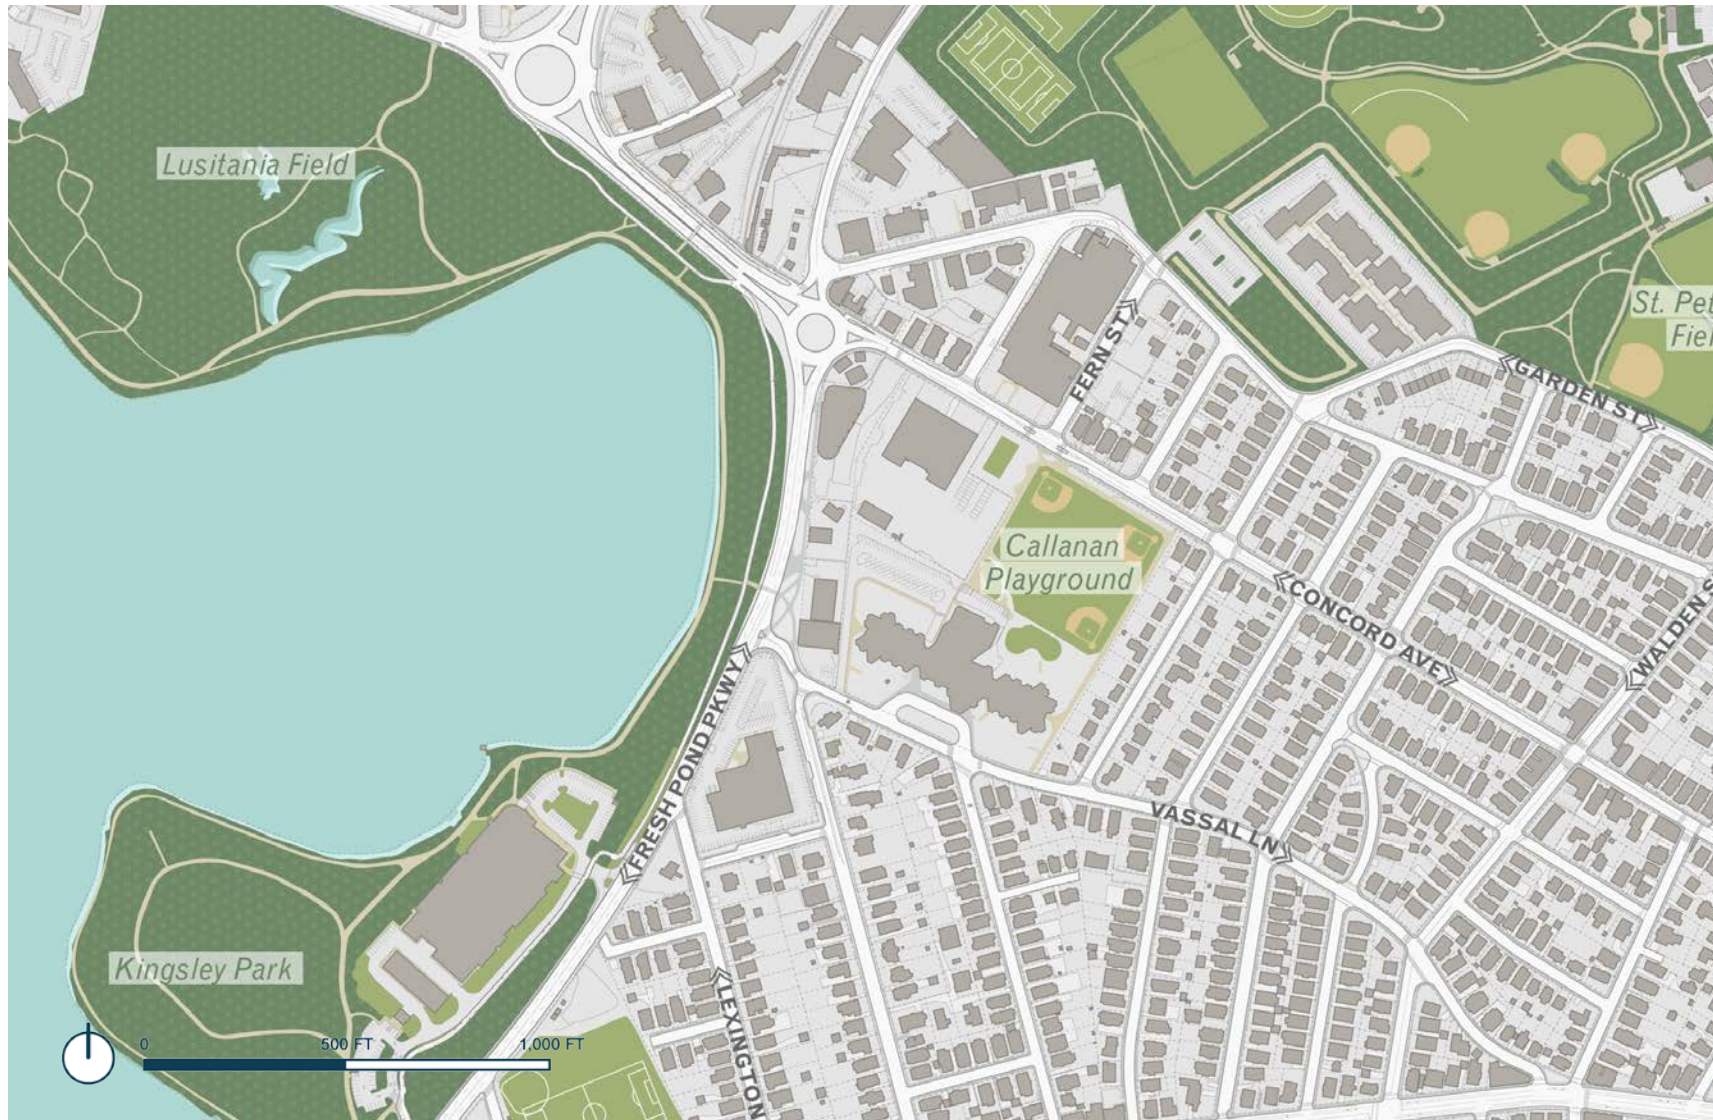 Lusitania Field
St. Pet
Fiel
FERN ST
GARDEN ST
Callanan
Playground
CONCORD AVE
WALDEN S
FRESH POND PKWY
VASSAL LN
Kingsley Park
LEXINGTON
0 500 FT 1,000 FT